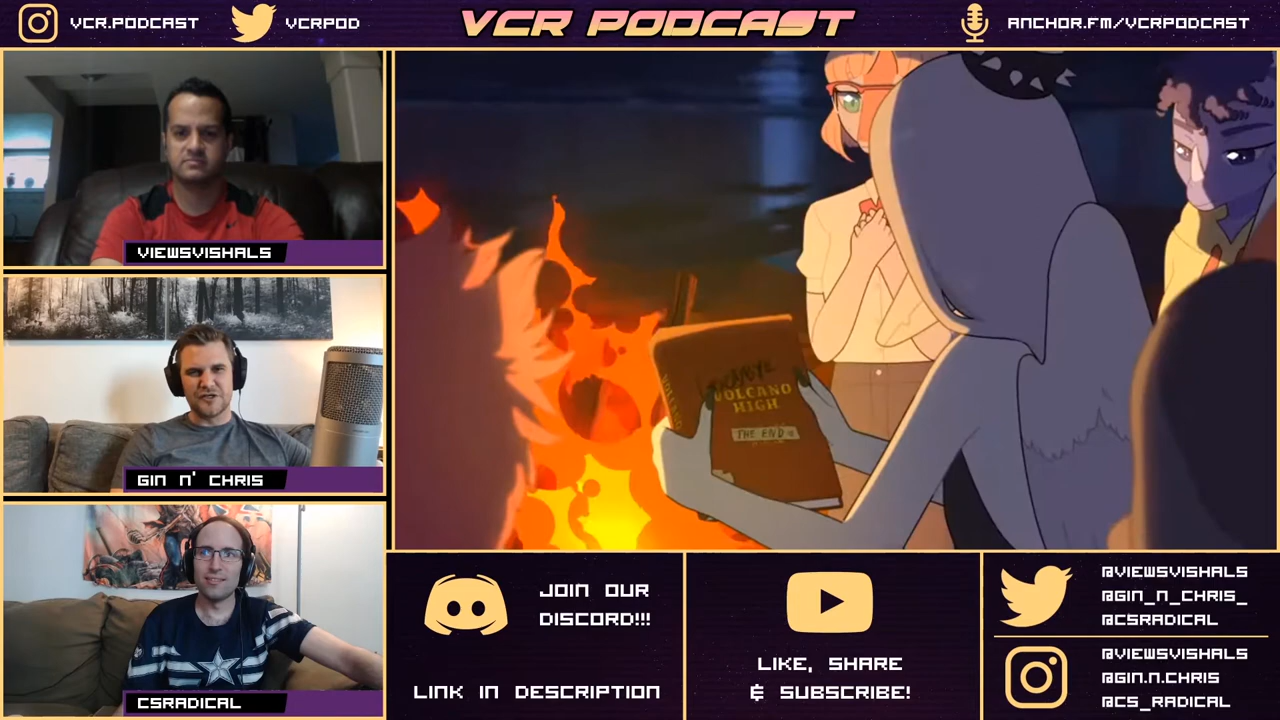 VCR.PODCAST
VCRPOD
VCR PODCAST
ANCHOR.FM/VCRPODCAST
VIEWSVISHALS
GIN N' CHRIS
CSRADICAL
VOLCANO
HIGH
THE END
JOIN OUR
DISCORD!!!
LINK IN DESCRIPTION
LIKE, SHARE
& SUBSCRIBE!
@VIEWSVISHALS
@GIN_N_CHRIS_
@CSRADICAL
@VIEWSVISHALS
@GIN.N.CHRIS
@CS_RADICAL